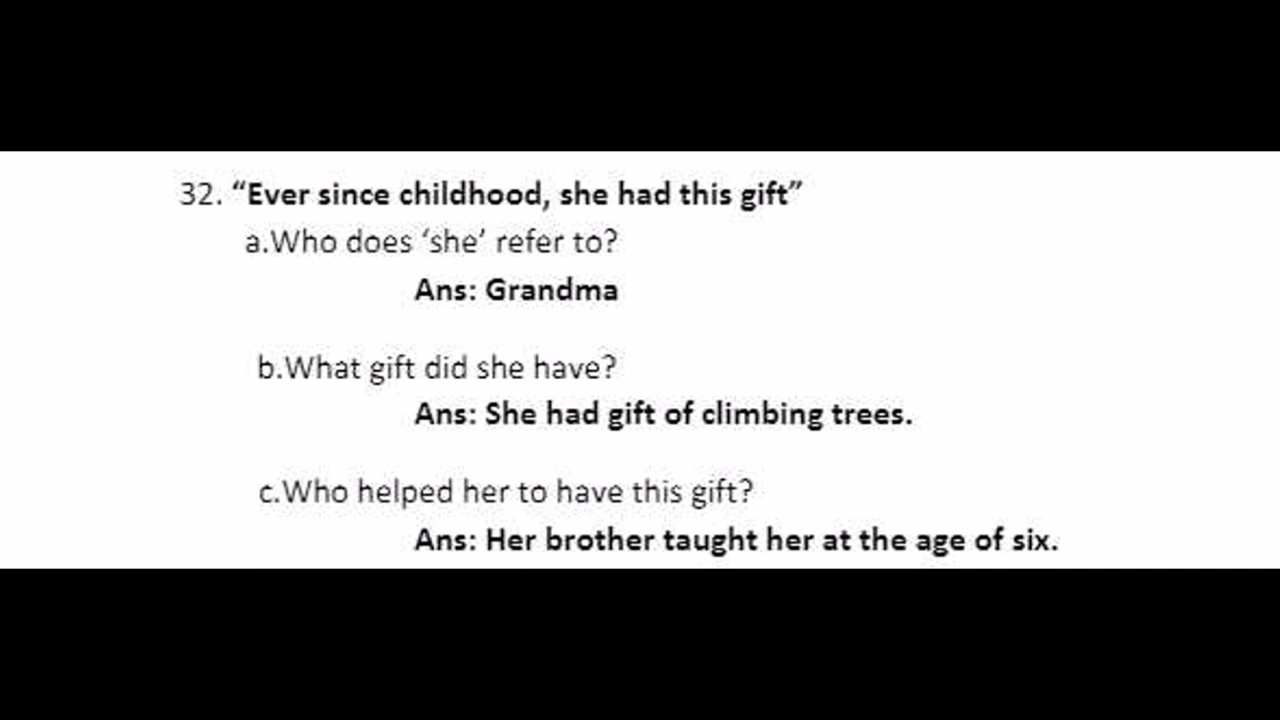 32. “Ever since childhood, she had this gift”
a.Who does ‘she’ refer to?
Ans: Grandma
b.What gift did she have?
Ans: She had gift of climbing trees.
c.Who helped her to have this gift?
Ans: Her brother taught her at the age of six.